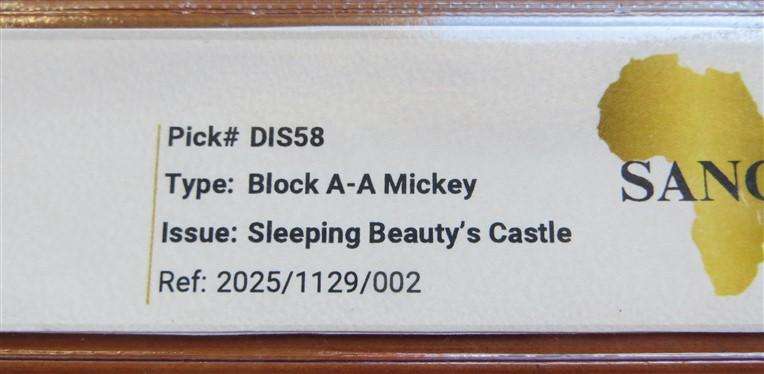 Pick# DIS58
Type: Block A-A Mickey
Issue: Sleeping Beauty's Castle
Ref: 2025/1129/002